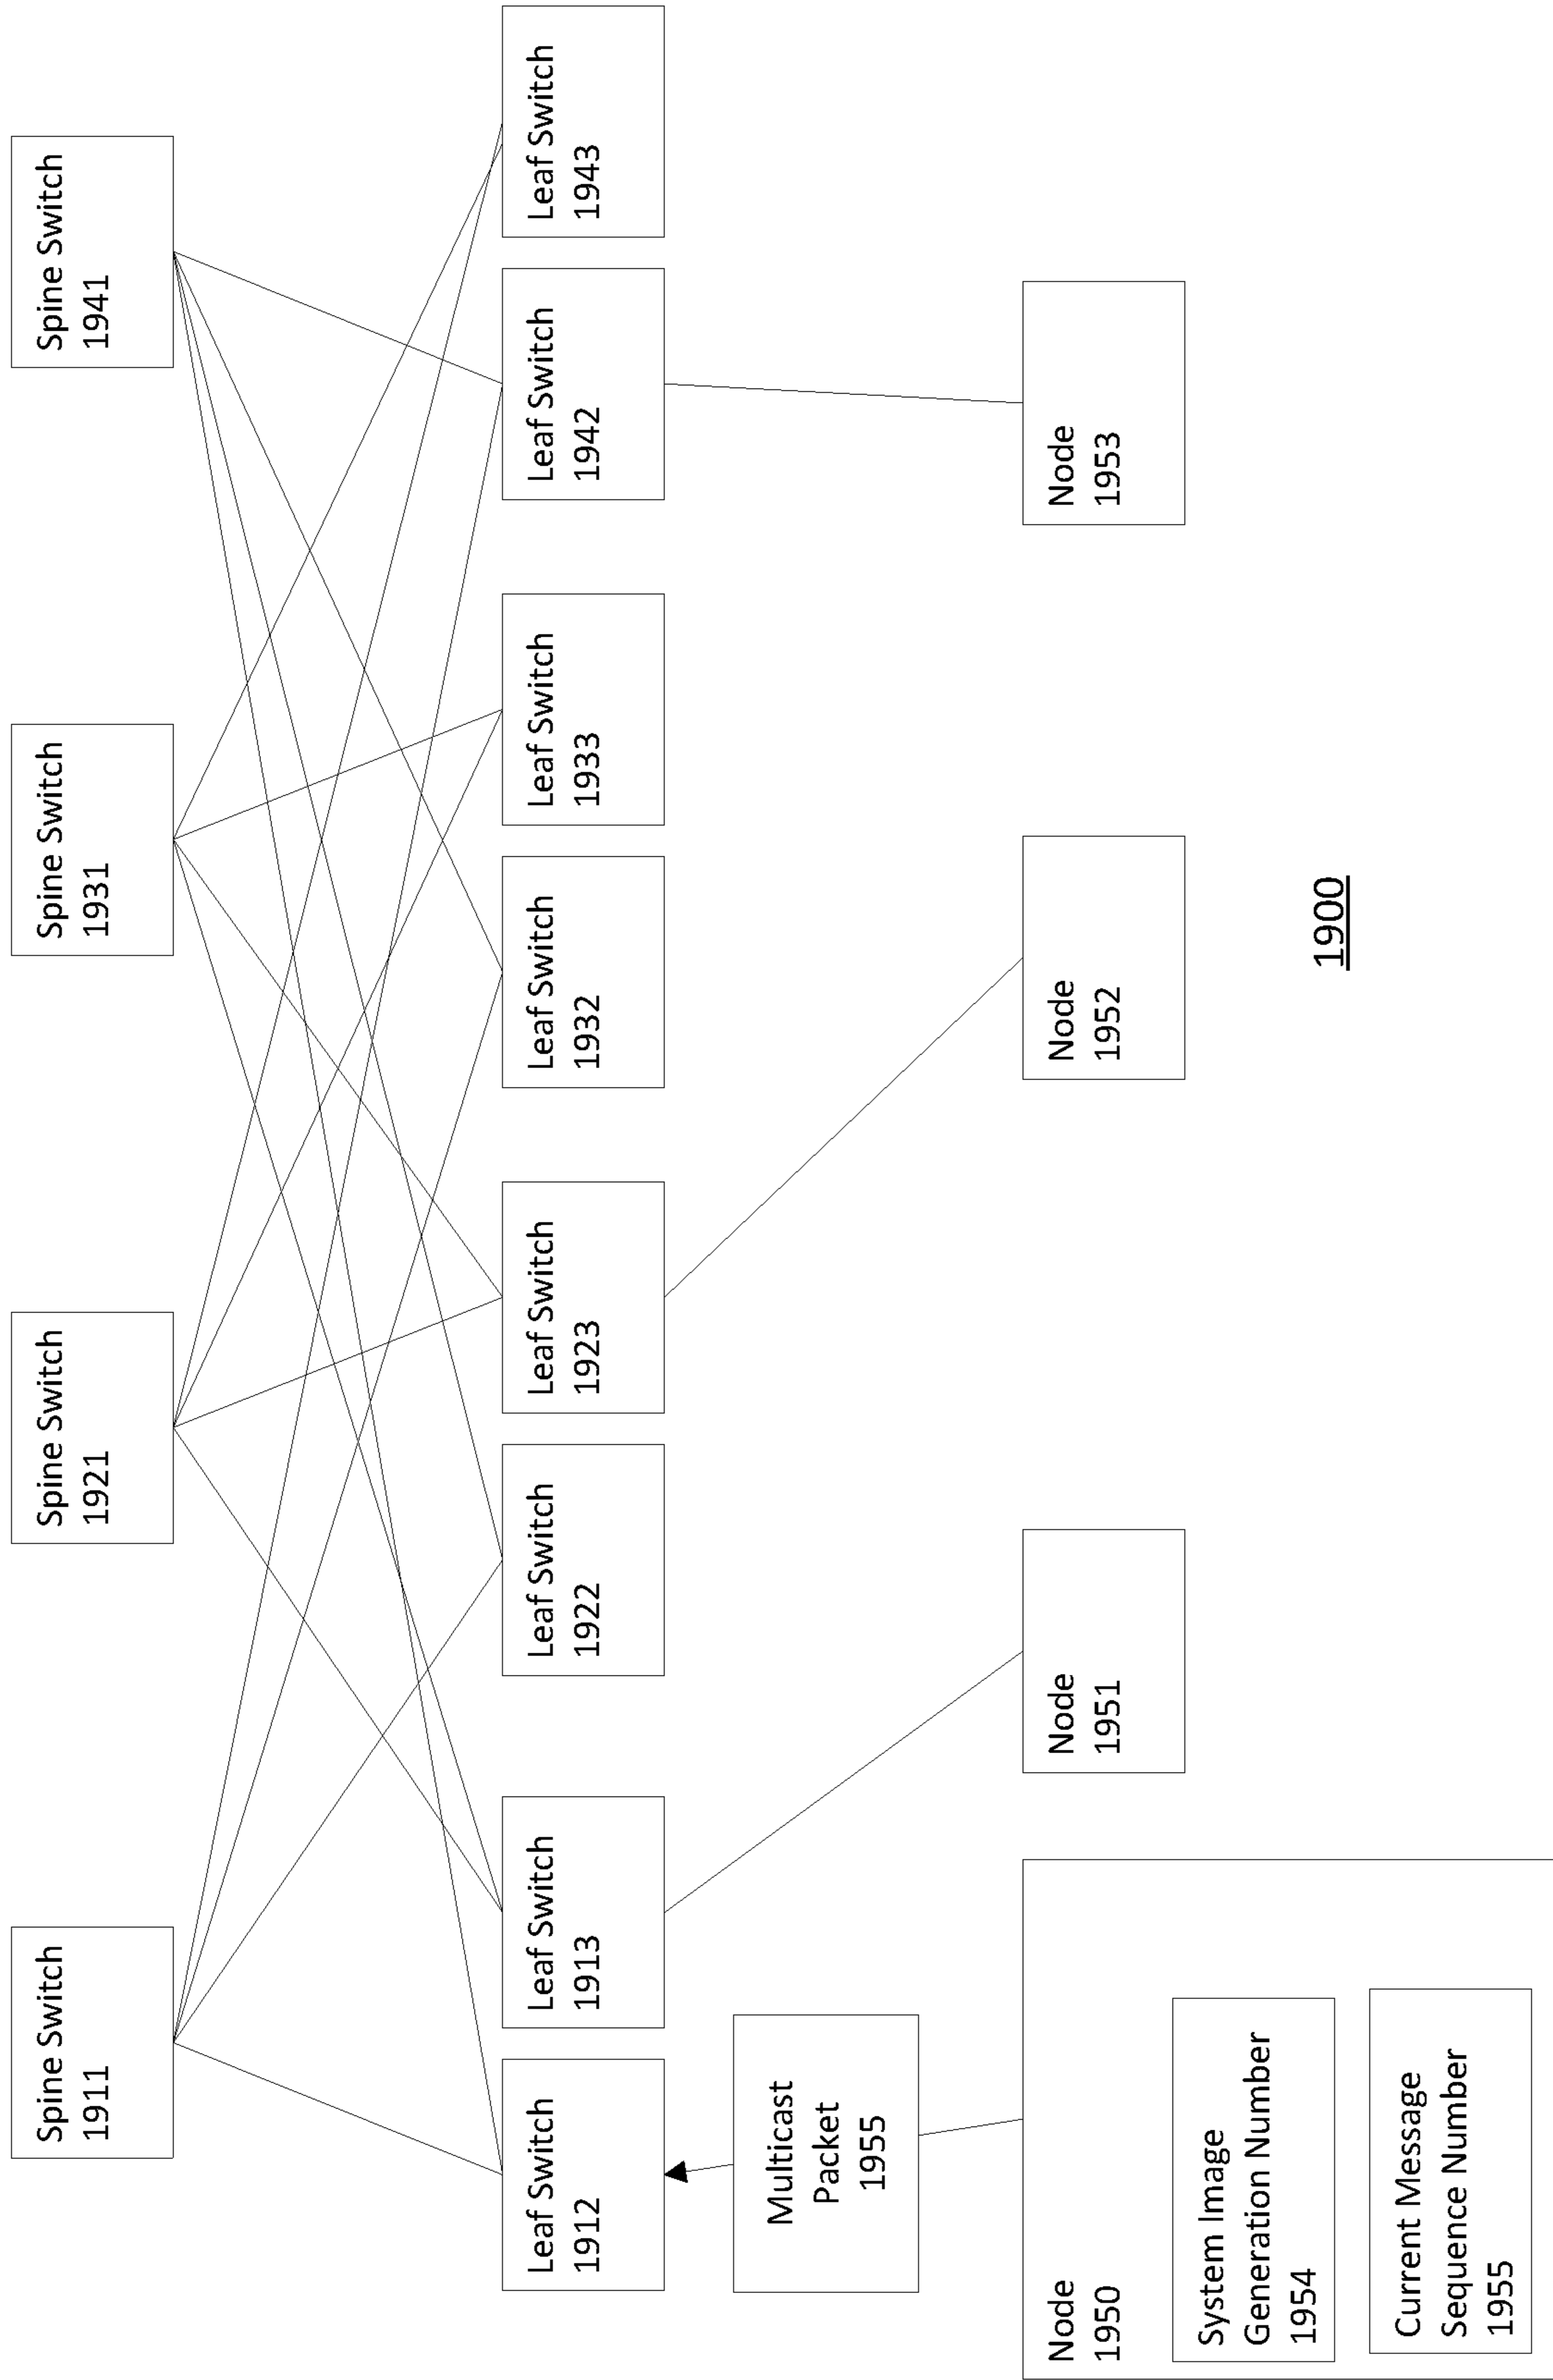 Spine Switch
1911
Spine Switch
1921
Spine Switch
1931
Spine Switch
1941
Leaf Switch
1912
Leaf Switch
1913
Leaf Switch
1922
Leaf Switch
1923
Leaf Switch
1932
Leaf Switch
1933
Leaf Switch
1942
Leaf Switch
1943
Multicast
Packet
1955
Node
1950
System Image
Generation Number
1954
Current Message
Sequence Number
1955
Node
1951
Node
1952
Node
1953
1900